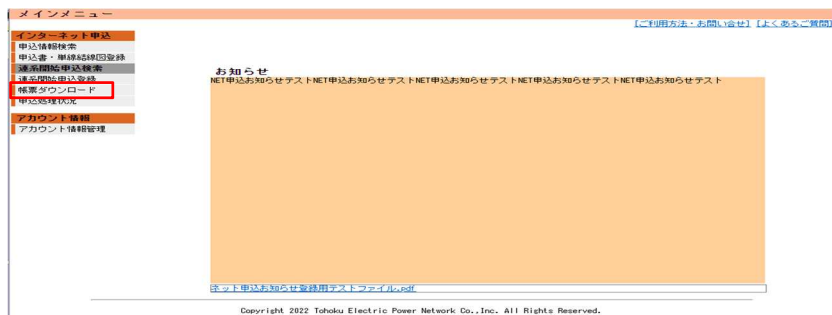 メインメニュー
[ご利用方法・お問い合せ] [よくあるご質問]
インターネット申込
申込情報検索
申込書・単線結線図登録
連系開始申込検索
連系開始申込登録
帳票ダウンロード
申込処理状況
アカウント情報
アカウント情報管理
お知らせ
NET申込お知らせテストNET申込お知らせテストNET申込お知らせテストNET申込お知らせテストNET申込お知らせテスト
ネット申込お知らせ登録用テストファイル.pdf
Copyright 2022 Tohoku Electric Power Network Co.,Inc. All Rights Reserved.